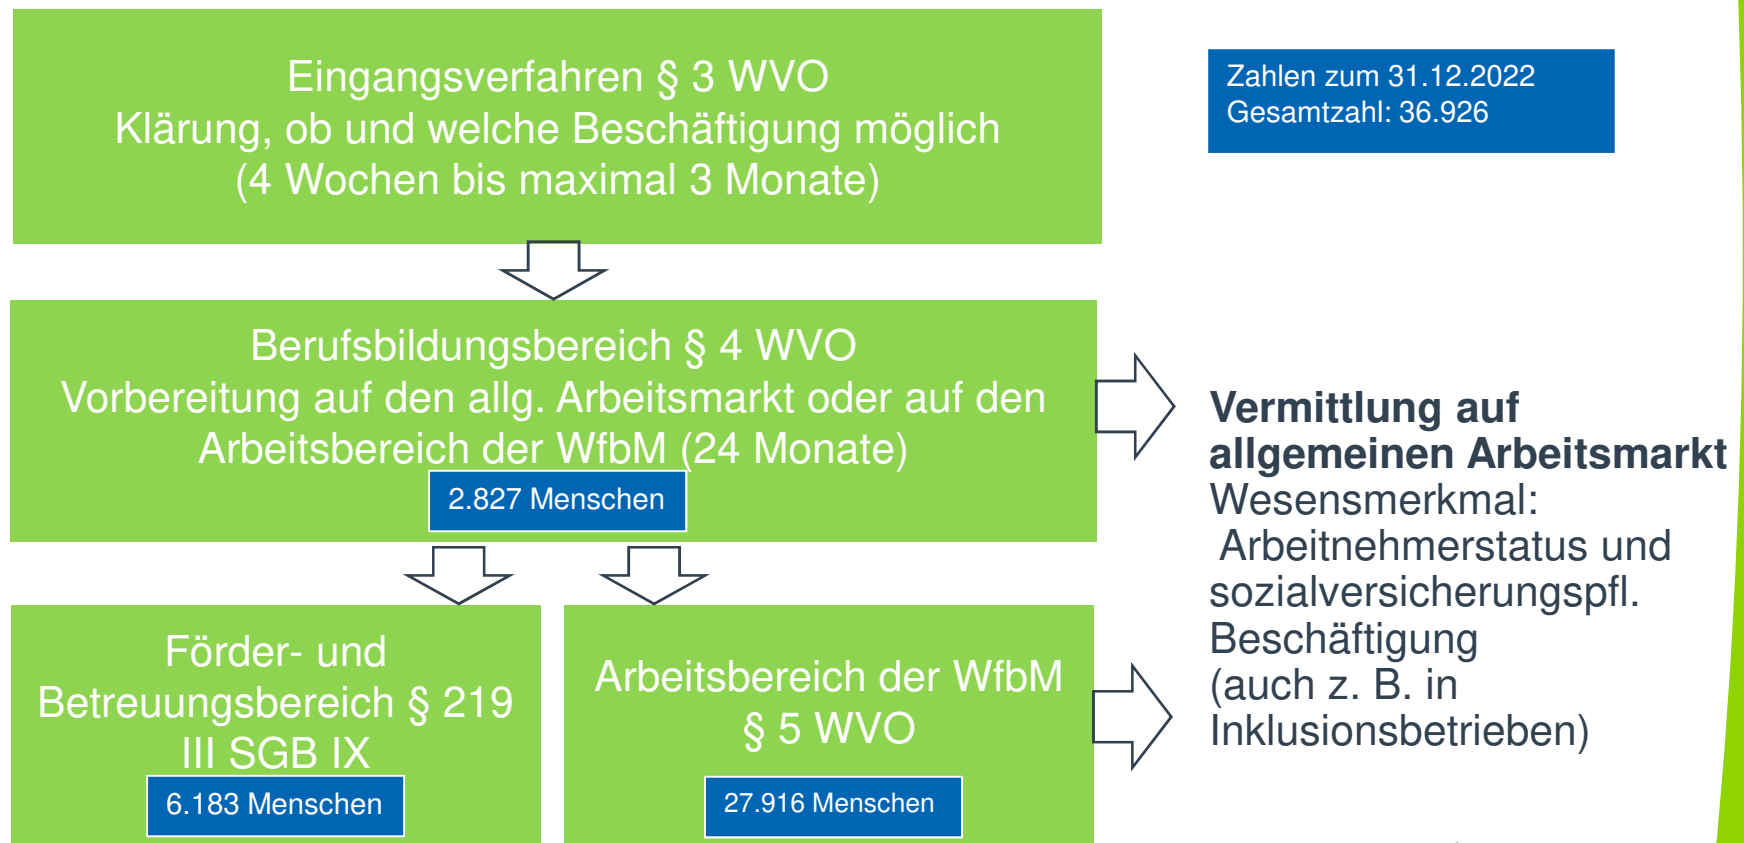 Eingangsverfahren § 3 WVO
Klärung, ob und welche Beschäftigung möglich
(4 Wochen bis maximal 3 Monate)
Zahlen zum 31.12.2022
Gesamtzahl: 36.926
Berufsbildungsbereich § 4 WVO
Vorbereitung auf den allg. Arbeitsmarkt oder auf den
Arbeitsbereich der WfbM (24 Monate)
2.827 Menschen
Vermittlung auf
allgemeinen Arbeitsmarkt
Wesensmerkmal:
Arbeitnehmerstatus und
sozialversicherungspfl.
Beschäftigung
(auch z. B. in
Inklusionsbetrieben)
Förder- und
Betreuungsbereich § 219
III SGB IX
6.183 Menschen
Arbeitsbereich der WfbM
§ 5 WVO
27.916 Menschen